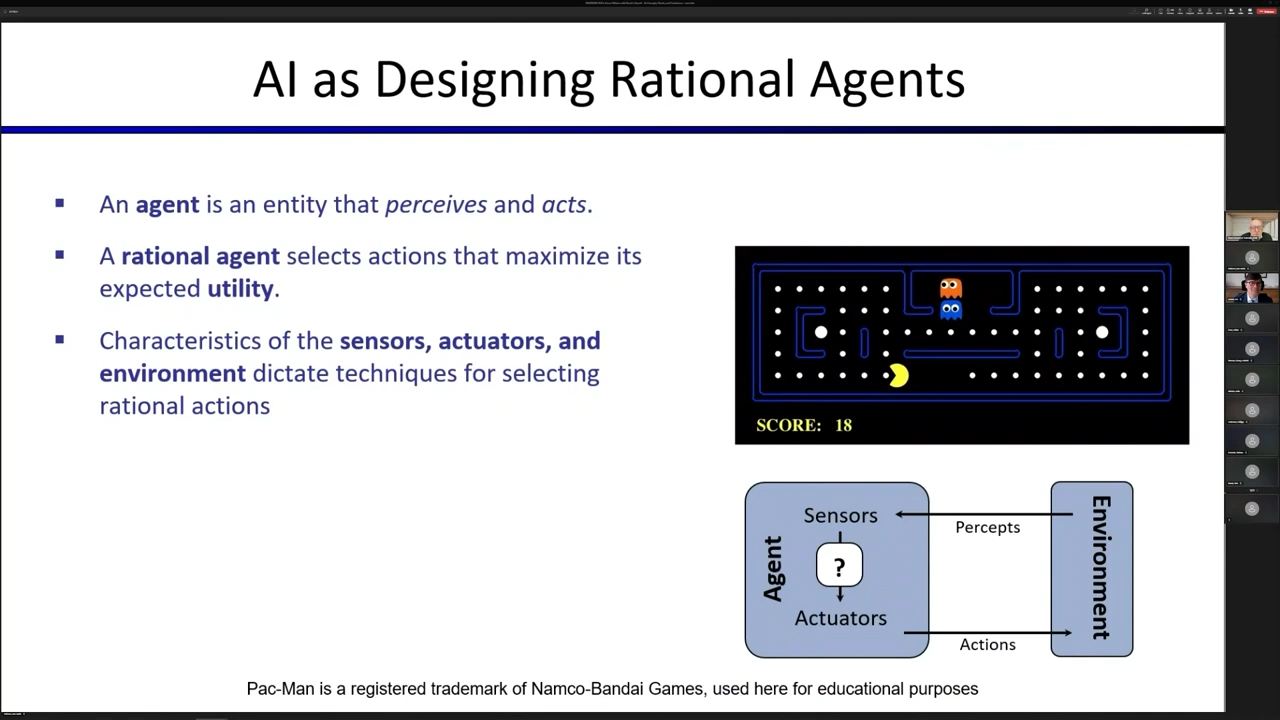 AI as Designing Rational Agents
An agent is an entity that perceives and acts.
A rational agent selects actions that maximize its
expected utility.
Characteristics of the sensors, actuators, and
environment dictate techniques for selecting
rational actions
SCORE: 18
Agent
Sensors
?
Actuators
Percepts
Actions
Environment
Pac-Man is a registered trademark of Namco-Bandai Games, used here for educational purposes